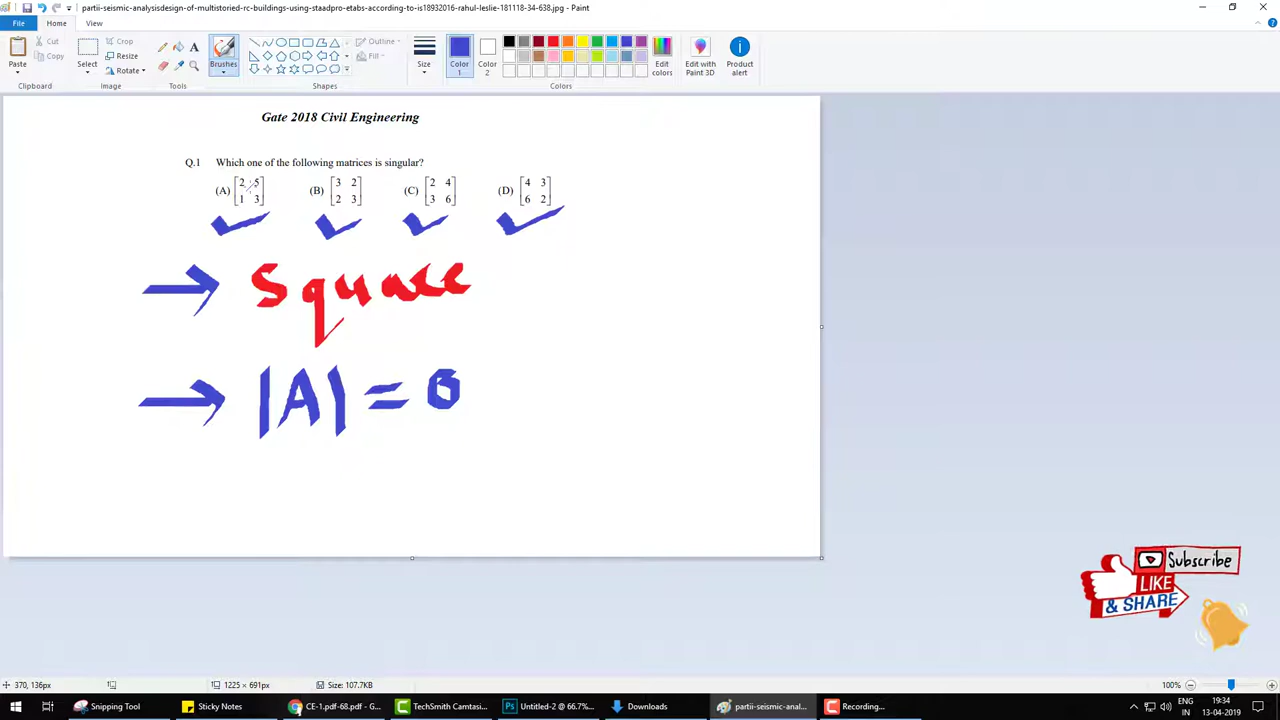 partii-seismic-analysisdesign-of-multistoried-rc-buildings-using-staadpro-etabs-according-to-is18932016-rahul-leslie-181118-34-638.jpg - Paint
File Home View
Paste Cut Copy Select Crop Resize Rotate Brushes Outline Fill Size Color 1 Color 2 Edit colors Edit with Paint 3D Product alert
Clipboard Image Tools Shapes Colors
Gate 2018 Civil Engineering
Q.1 Which one of the following matrices is singular?
(A) [2 5 (B) [3 2 (C) [2 4 (D) [4 3
1 3] 2 3] 3 6] 6 2]
Square
|A| = 0
Subscribe
LIKE
& SHARE
370, 136px 1225 × 691px Size: 107.7KB 100%
Snipping Tool Sticky Notes CE-1.pdf-68.pdf - G... TechSmith Camtasi... Untitled-2 @ 66.7%... Downloads partii-seismic-anal... Recording... ENG 19:34
IN 13-04-2019